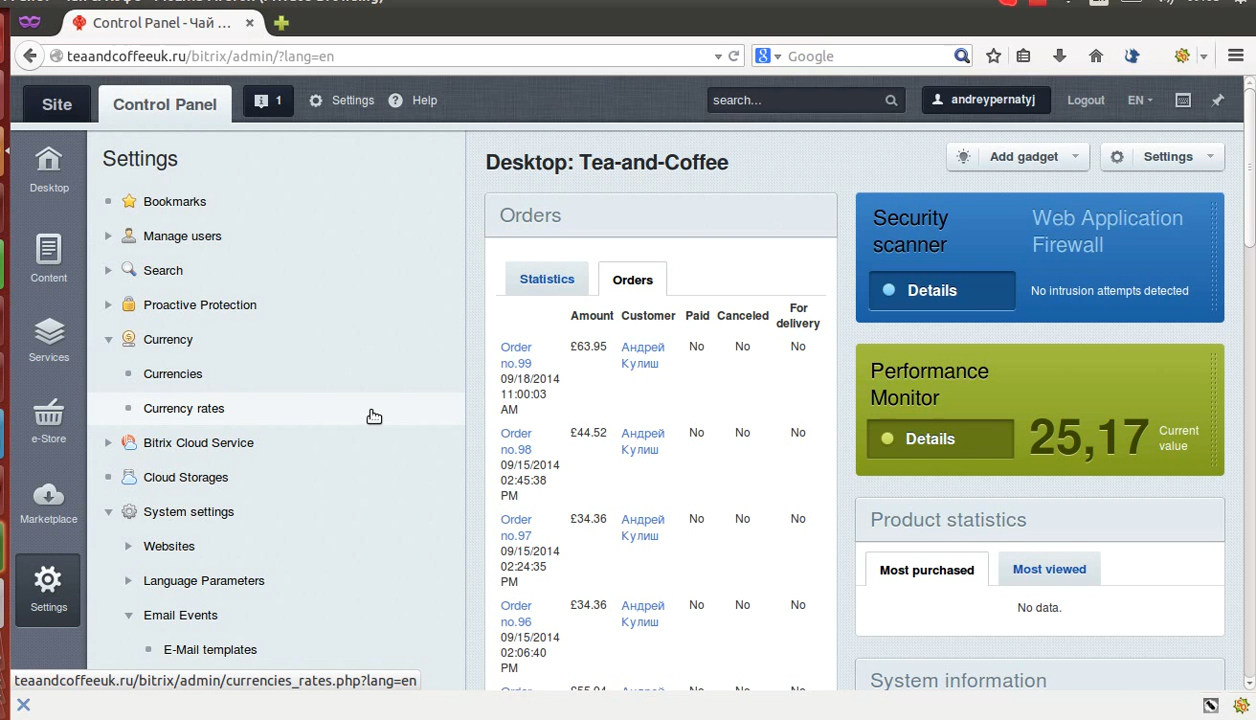 Control Panel - Чай ...
teaandcoffeeuk.ru/bitrix/admin/?lang=en
Google
Site
Control Panel
1
Settings
Help
search...
andreypernatyj
Logout
EN
Desktop
Content
Services
e-Store
Marketplace
Settings
Settings
Bookmarks
Manage users
Search
Proactive Protection
Currency
Currencies
Currency rates
Bitrix Cloud Service
Cloud Storages
System settings
Websites
Language Parameters
Email Events
E-Mail templates
Desktop: Tea-and-Coffee
Add gadget
Settings
Orders
Statistics
Orders
Amount Customer Paid Canceled For delivery
Order no.99 09/18/2014 11:00:03 AM £63.95 Андрей Кулиш No No No
Order no.98 09/15/2014 02:45:38 PM £44.52 Андрей Кулиш No No No
Order no.97 09/15/2014 02:24:35 PM £34.36 Андрей Кулиш No No No
Order no.96 09/15/2014 02:06:40 PM £34.36 Андрей Кулиш No No No
Security scanner
Web Application Firewall
Details
No intrusion attempts detected
Performance Monitor
Details
25,17
Current value
Product statistics
Most purchased
Most viewed
No data.
System information
teaandcoffeeuk.ru/bitrix/admin/currencies_rates.php?lang=en